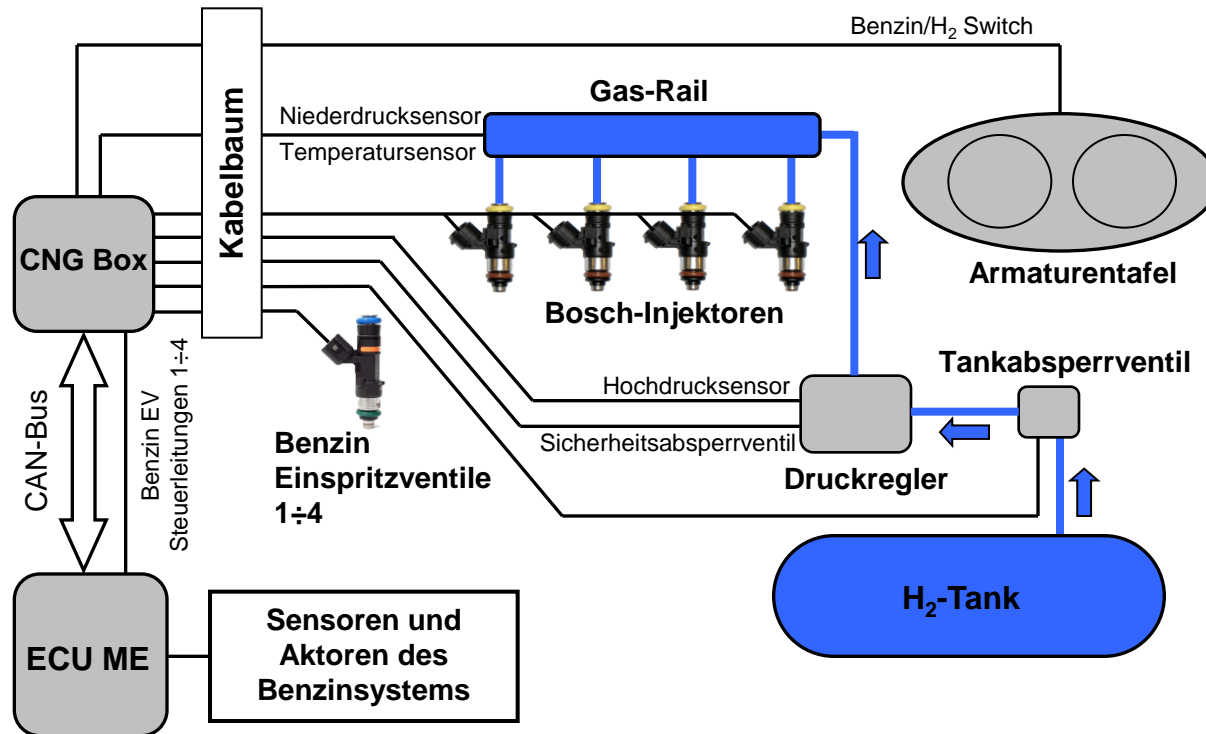 Benzin/H₂ Switch
Gas-Rail
Kabelbaum
Niederdrucksensor
Temperatursensor
CNG Box
Armaturentafel
Bosch-Injektoren
Tankabsperrventil
Hochdrucksensor
Sicherheitsabsperrventil
Druckregler
CAN-Bus
Benzin EV
Steuerleitungen 1÷4
Benzin
Einspritzventile
1÷4
H₂-Tank
ECU ME
Sensoren und
Aktoren des
Benzinsystems